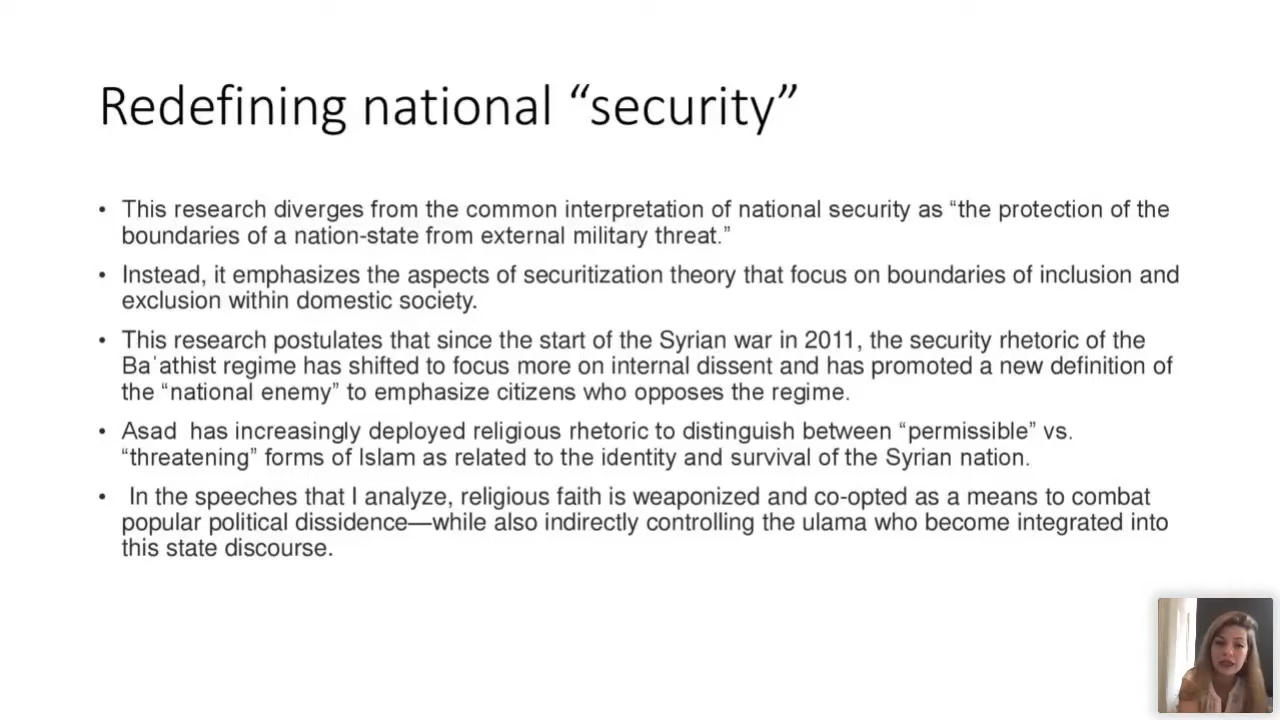 Redefining national “security”
• This research diverges from the common interpretation of national security as “the protection of the
boundaries of a nation-state from external military threat.”
• Instead, it emphasizes the aspects of securitization theory that focus on boundaries of inclusion and
exclusion within domestic society.
• This research postulates that since the start of the Syrian war in 2011, the security rhetoric of the
Baʿathist regime has shifted to focus more on internal dissent and has promoted a new definition of
the “national enemy” to emphasize citizens who opposes the regime.
• Asad  has increasingly deployed religious rhetoric to distinguish between “permissible” vs.
“threatening” forms of Islam as related to the identity and survival of the Syrian nation.
•  In the speeches that I analyze, religious faith is weaponized and co-opted as a means to combat
popular political dissidence—while also indirectly controlling the ulama who become integrated into
this state discourse.